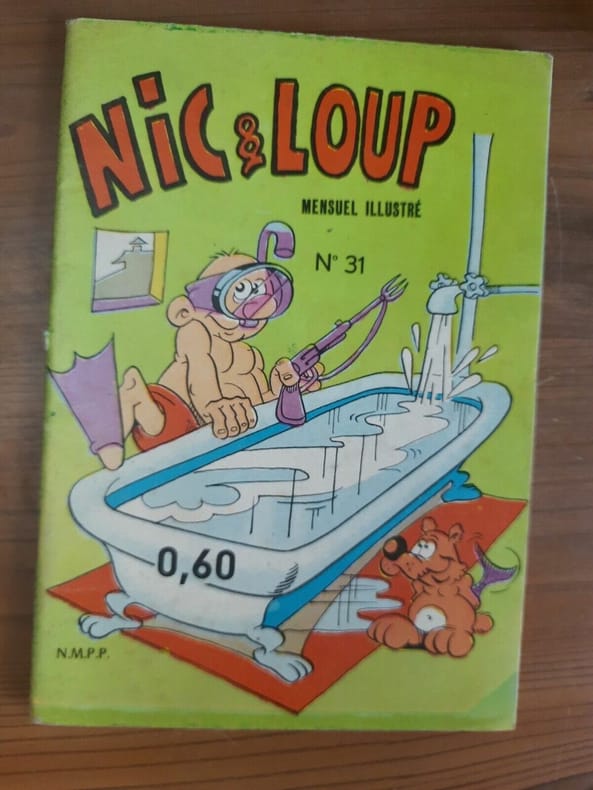 NiC & LOUP
MENSUEL ILLUSTRÉ
N° 31
0,60
N.M.P.P.